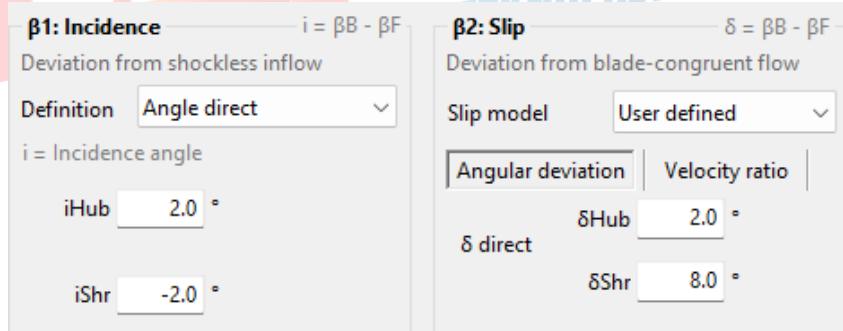 β1: Incidence i = βB - βF
Deviation from shockless inflow
Definition Angle direct
i = Incidence angle
iHub 2.0 °
iShr -2.0 °
β2: Slip δ = βB - βF
Deviation from blade-congruent flow
Slip model User defined
Angular deviation Velocity ratio
δ direct
δHub 2.0 °
δShr 8.0 °